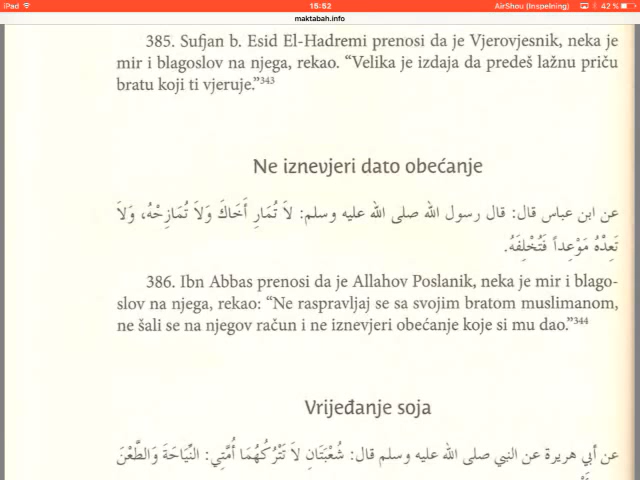 iPad
15:52
AirShou (Inspelning)
42 %
maktabah.info
385. Sufjan b. Esid El-Hadremi prenosi da je Vjerovjesnik, neka je
mir i blagoslov na njega, rekao. “Velika je izdaja da predeš lažnu priču
bratu koji ti vjeruje.”343
Ne iznevjeri dato obećanje
عن ابن عباس قال: قال رسول الله صلى الله عليه وسلم: لاَ تُمَارِ أَخَاكَ وَلاَ تُمَازِحْهُ، وَلاَ
تَعِدْهُ مَوْعِداً فَتُخْلِفَهُ.
386. Ibn Abbas prenosi da je Allahov Poslanik, neka je mir i blago-
slov na njega, rekao: “Ne raspravljaj se sa svojim bratom muslimanom,
ne šali se na njegov račun i ne iznevjeri obećanje koje si mu dao.”344
Vrijeđanje soja
عن أبي هريرة عن النبي صلى الله عليه وسلم قال: شُعْبَتَانِ لاَ تَتْرُكُهُمَا أُمَّتِي: النِّيَاحَةَ وَالطَّعْنَ